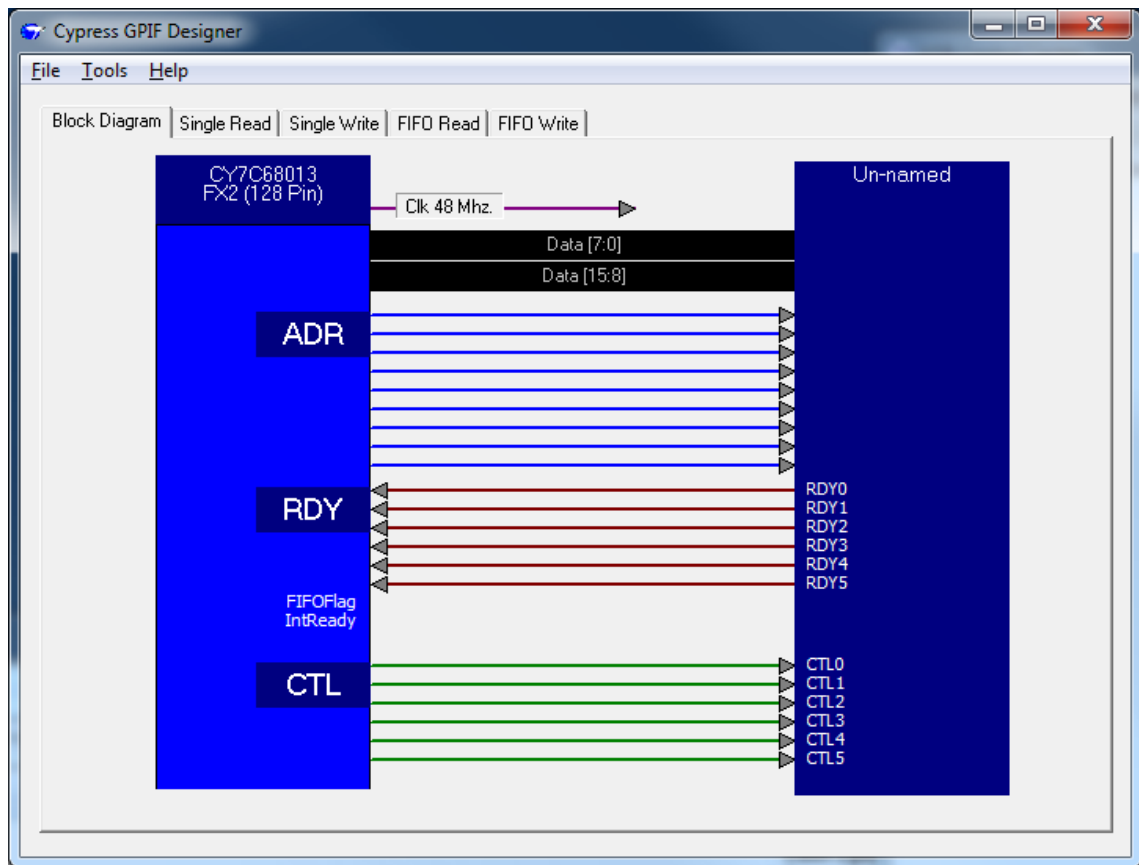 Cypress GPIF Designer
File Tools Help
Block Diagram Single Read Single Write FIFO Read FIFO Write
CY7C68013
FX2 (128 Pin)
Un-named
Clk 48 Mhz.
Data [7:0]
Data [15:8]
ADR
RDY
RDY0
RDY1
RDY2
RDY3
RDY4
RDY5
FIFOFlag
IntReady
CTL
CTL0
CTL1
CTL2
CTL3
CTL4
CTL5